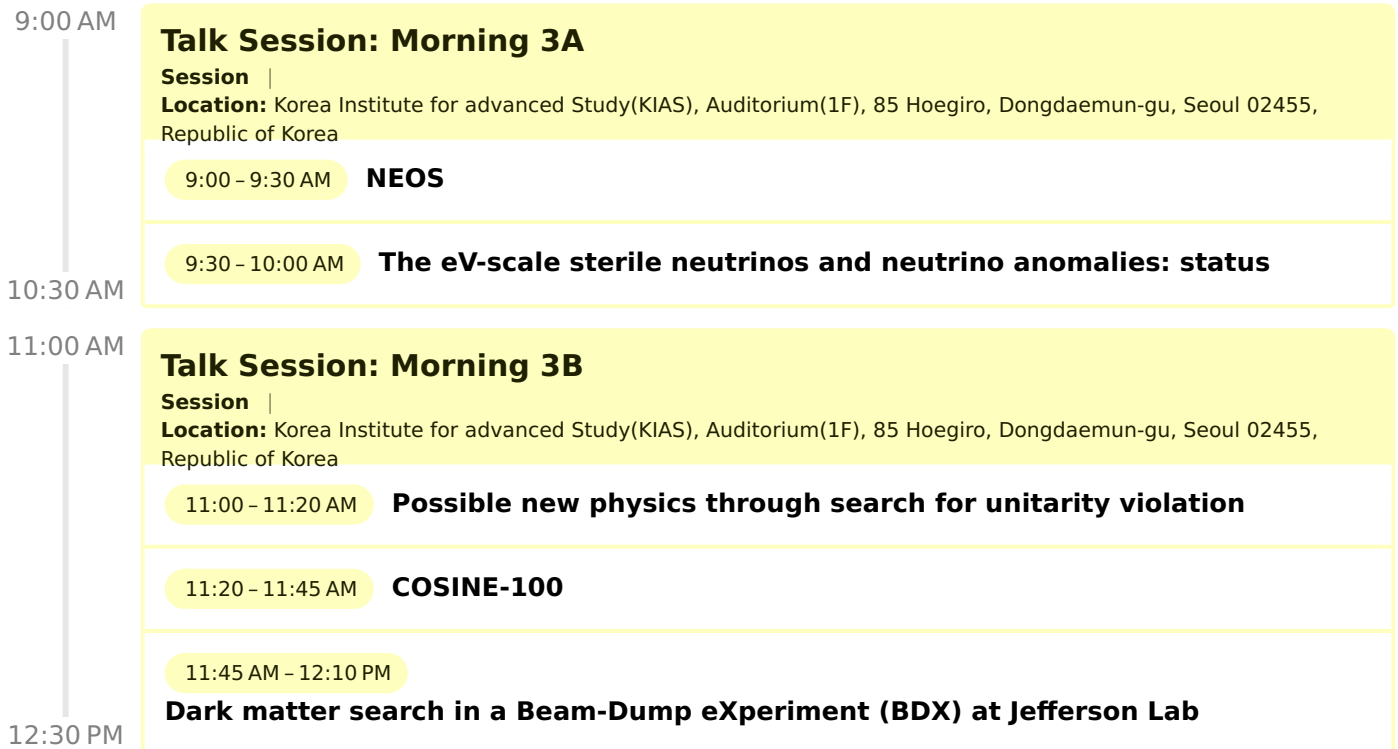 9:00 AM
Talk Session: Morning 3A
Session |
Location: Korea Institute for advanced Study(KIAS), Auditorium(1F), 85 Hoegiro, Dongdaemun-gu, Seoul 02455,
Republic of Korea
9:00 – 9:30 AM NEOS
9:30 – 10:00 AM The eV-scale sterile neutrinos and neutrino anomalies: status
10:30 AM
11:00 AM
Talk Session: Morning 3B
Session |
Location: Korea Institute for advanced Study(KIAS), Auditorium(1F), 85 Hoegiro, Dongdaemun-gu, Seoul 02455,
Republic of Korea
11:00 – 11:20 AM Possible new physics through search for unitarity violation
11:20 – 11:45 AM COSINE-100
11:45 AM – 12:10 PM
Dark matter search in a Beam-Dump eXperiment (BDX) at Jefferson Lab
12:30 PM